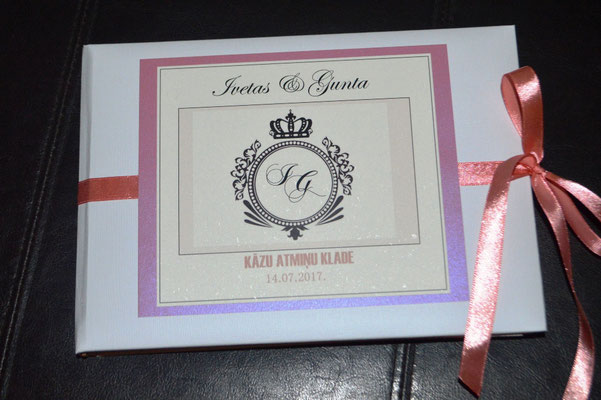 Ivetas & Gunta
IG
KĀZU ATMIŅU KLADE
14.07.2017.